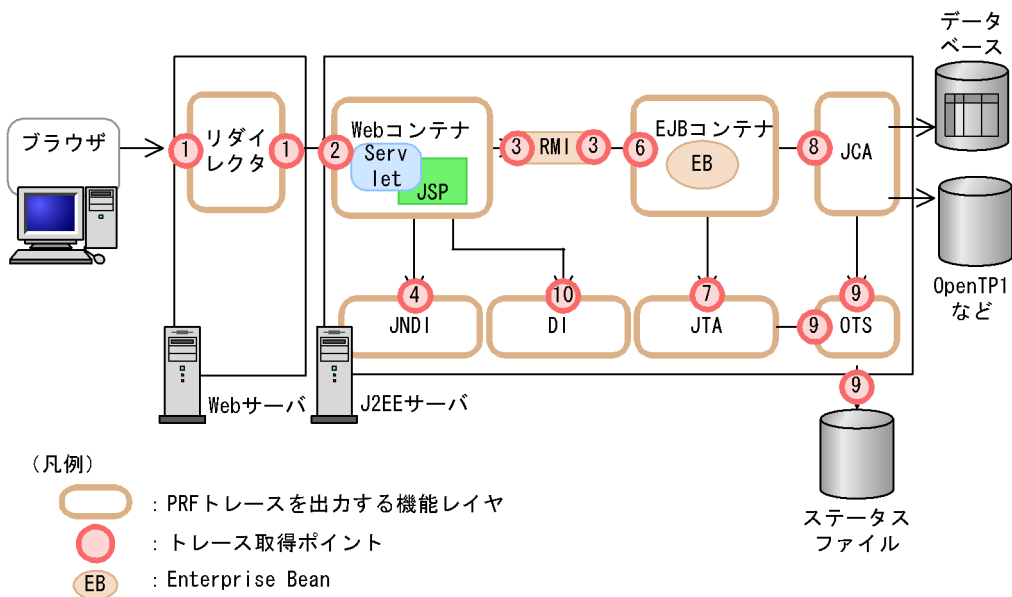 データ
ベース
ブラウザ
1
リダイ
レクタ
1
2
Webコンテナ
Serv
let
JSP
3
RMI
3
6
EJBコンテナ
EB
8
JCA
4
JNDI
10
DI
7
JTA
9
9
OTS
OpenTP1
など
9
Webサーバ
J2EEサーバ
ステータス
ファイル
(凡例)
：PRFトレースを出力する機能レイヤ
：トレース取得ポイント
EB
：Enterprise Bean